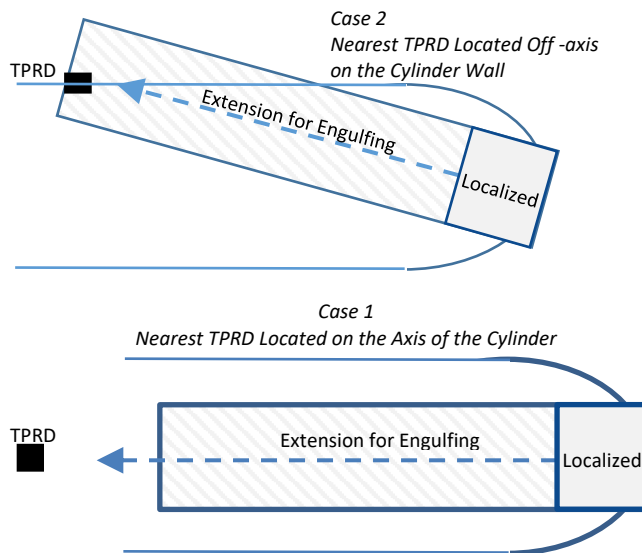 Case 2
Nearest TPRD Located Off -axis
on the Cylinder Wall
TPRD
Extension for Engulfing
Localized
Case 1
Nearest TPRD Located on the Axis of the Cylinder
TPRD
Extension for Engulfing
Localized